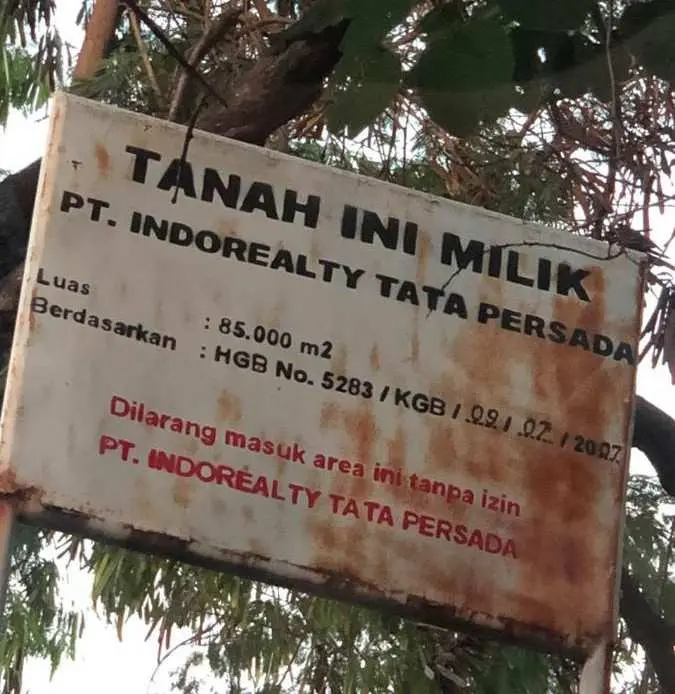 TANAH INI MILIK
PT. INDOREALTY TATA PERSADA
Luas : 85.000 m2
Berdasarkan : HGB No. 5283 / KGB / 09 / 07 / 2007
Dilarang masuk area ini tanpa izin
PT. INDOREALTY TATA PERSADA